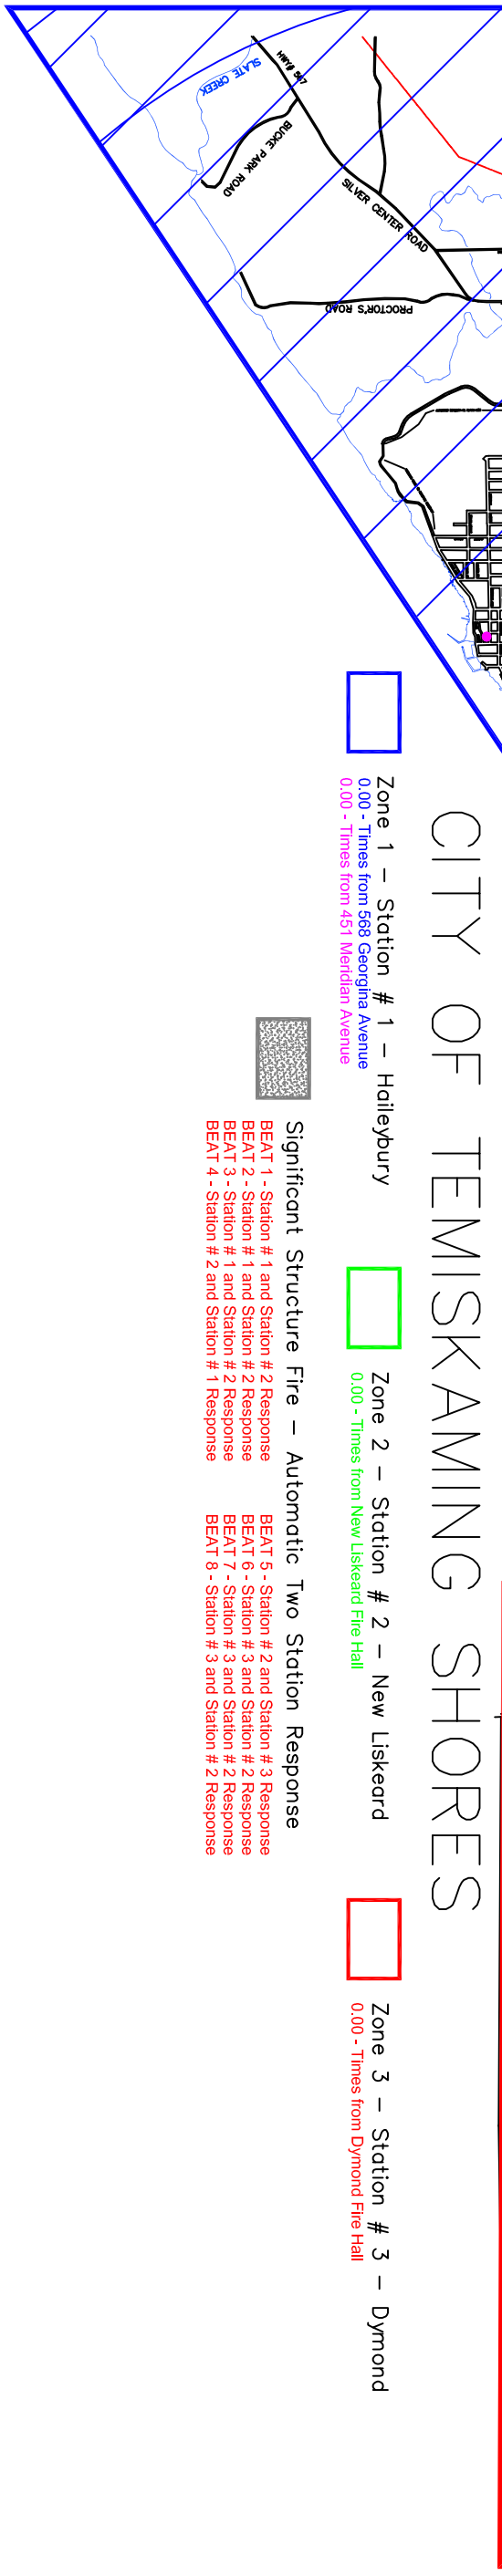 SLATE CREEK
HWY# 567
BUCKE PARK ROAD
SILVER CENTER ROAD
PROCTOR'S ROAD
CITY OF TEMISKAMING SHORES
Zone 1 – Station # 1 – Haileybury
0.00 - Times from 568 Georgina Avenue
0.00 - Times from 451 Meridian Avenue
Zone 2 – Station # 2 – New Liskeard
0.00 - Times from New Liskeard Fire Hall
Zone 3 – Station # 3 – Dymond
0.00 - Times from Dymond Fire Hall
Significant Structure Fire – Automatic Two Station Response
BEAT 1 - Station # 1 and Station # 2 Response
BEAT 2 - Station # 1 and Station # 2 Response
BEAT 3 - Station # 1 and Station # 2 Response
BEAT 4 - Station # 2 and Station # 1 Response
BEAT 5 - Station # 2 and Station # 3 Response
BEAT 6 - Station # 3 and Station # 2 Response
BEAT 7 - Station # 3 and Station # 2 Response
BEAT 8 - Station # 3 and Station # 2 Response